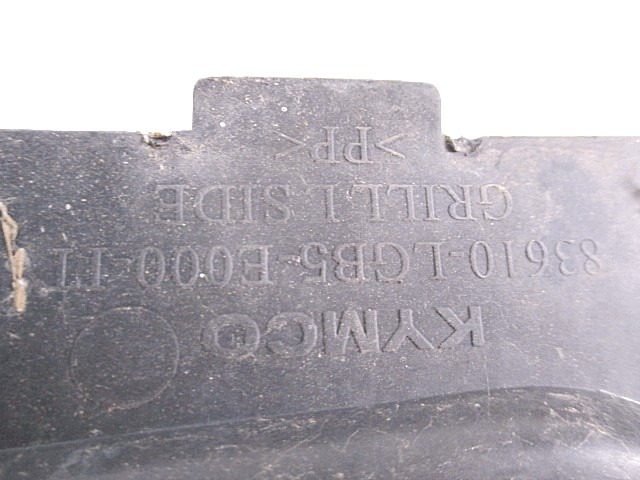 KYMCO
83610-LGB5-E000-T1
GRILL L SIDE
>PP<